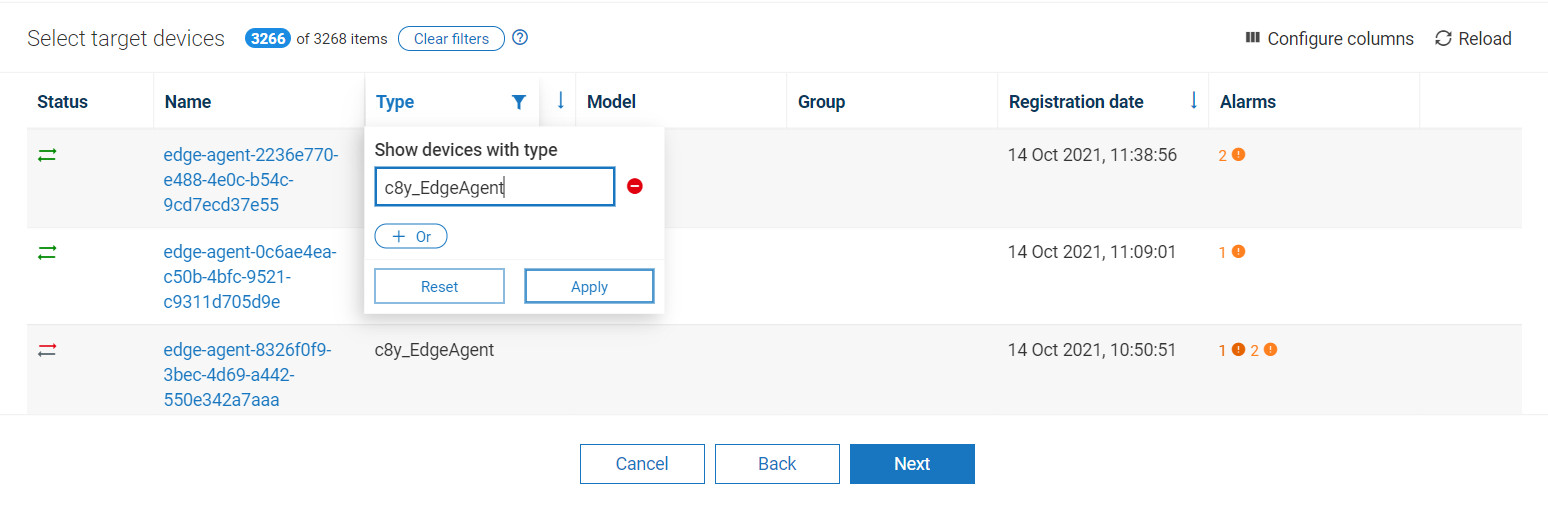 Select target devices 3266 of 3268 items Clear filters Configure columns Reload
Status Name Type Model Group Registration date Alarms
Show devices with type
c8y_EdgeAgent
Or
Reset Apply
edge-agent-2236e770-
e488-4e0c-b54c-
9cd7ecd37e55
14 Oct 2021, 11:38:56 2
edge-agent-0c6ae4ea-
c50b-4bfc-9521-
c9311d705d9e
14 Oct 2021, 11:09:01 1
edge-agent-8326f0f9-
3bec-4d69-a442-
550e342a7aaa
c8y_EdgeAgent 14 Oct 2021, 10:50:51 1 2
Cancel Back Next